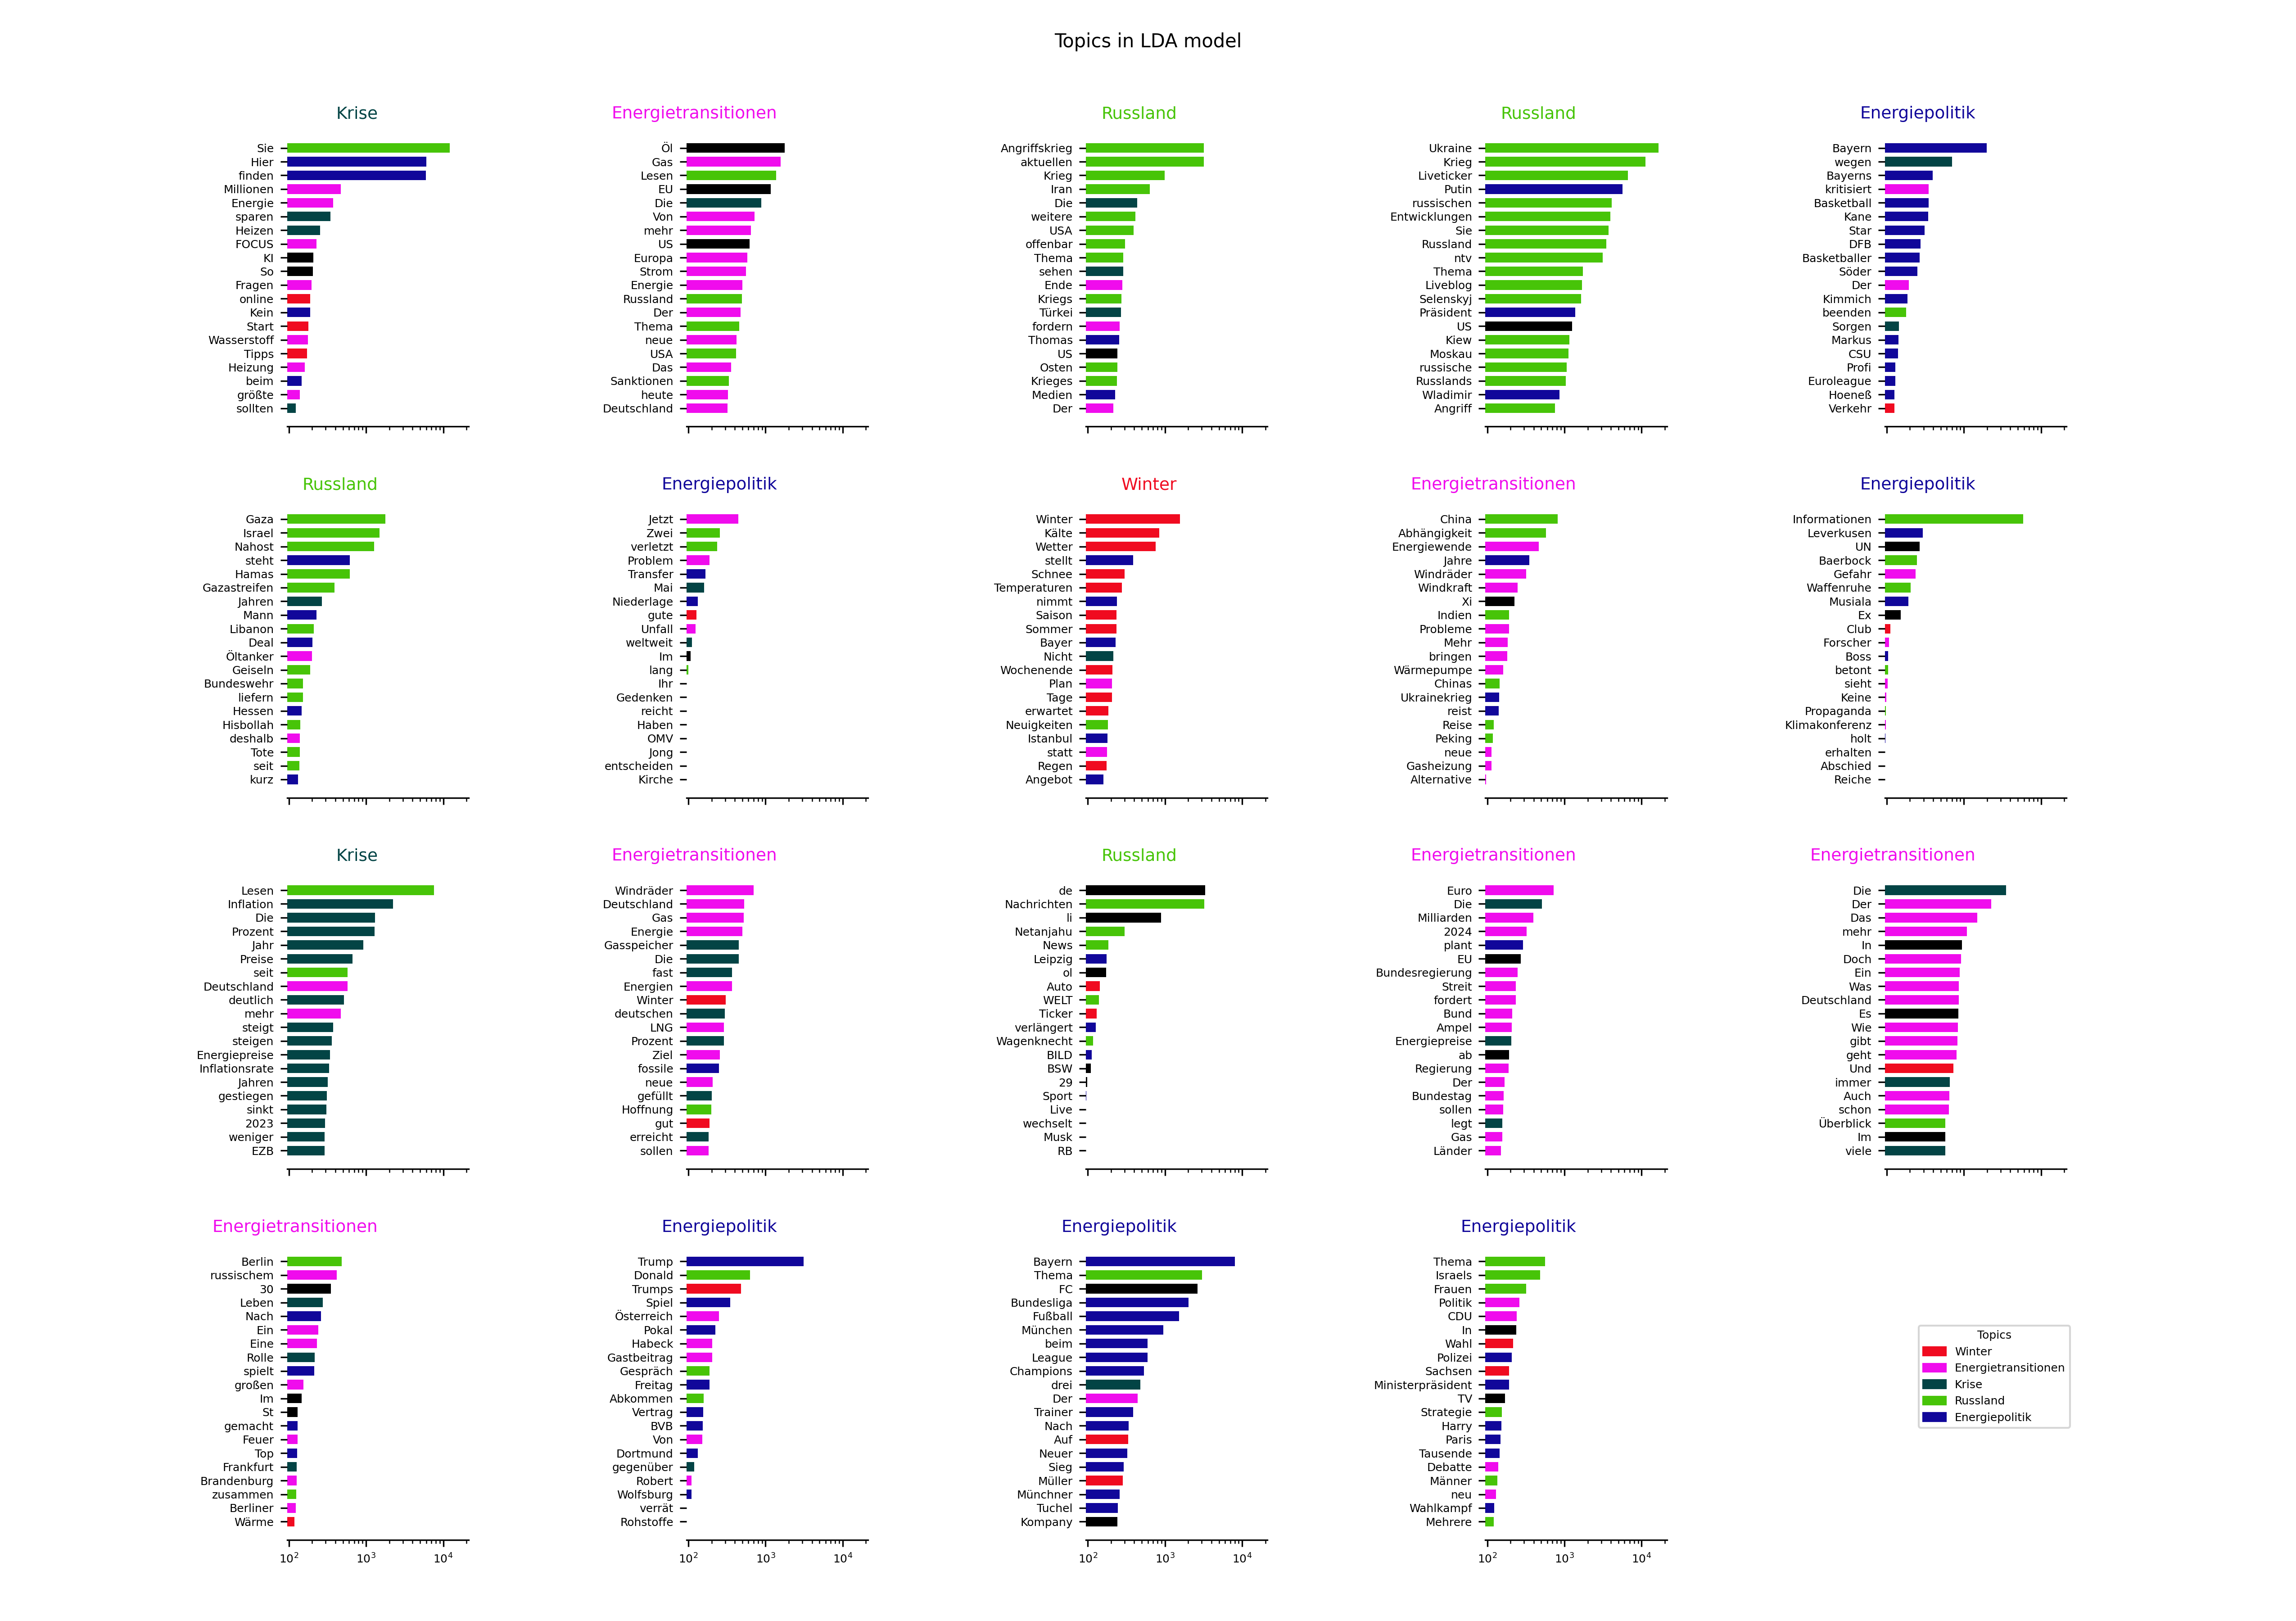 Topics in LDA model
Krise
Sie
Hier
finden
Millionen
Energie
sparen
Heizen
FOCUS
KI
So
Fragen
online
Kein
Start
Wasserstoff
Tipps
Heizung
beim
größte
sollten
Energietransitionen
Öl
Gas
Lesen
EU
Die
Von
mehr
US
Europa
Strom
Energie
Russland
Der
Thema
neue
USA
Das
Sanktionen
heute
Deutschland
Russland
Angriffskrieg
aktuellen
Krieg
Iran
Die
weitere
USA
offenbar
Thema
sehen
Ende
Kriegs
Türkei
fordern
Thomas
US
Osten
Krieges
Medien
Der
Russland
Ukraine
Krieg
Liveticker
Putin
russischen
Entwicklungen
Sie
Russland
ntv
Thema
Liveblog
Selenskyj
Präsident
US
Kiew
Moskau
russische
Russlands
Wladimir
Angriff
Energiepolitik
Bayern
wegen
Bayerns
kritisiert
Basketball
Kane
Star
DFB
Basketballer
Söder
Der
Kimmich
beenden
Sorgen
Markus
CSU
Profi
Euroleague
Hoeneß
Verkehr
Russland
Gaza
Israel
Nahost
steht
Hamas
Gazastreifen
Jahren
Mann
Libanon
Deal
Öltanker
Geiseln
Bundeswehr
liefern
Hessen
Hisbollah
deshalb
Tote
seit
kurz
Energiepolitik
Jetzt
Zwei
verletzt
Problem
Transfer
Mai
Niederlage
gute
Unfall
weltweit
Im
lang
Ihr
Gedenken
reicht
Haben
OMV
Jong
entscheiden
Kirche
Winter
Winter
Kälte
Wetter
stellt
Schnee
Temperaturen
nimmt
Saison
Sommer
Bayer
Nicht
Wochenende
Plan
Tage
erwartet
Neuigkeiten
Istanbul
statt
Regen
Angebot
Energietransitionen
China
Abhängigkeit
Energiewende
Jahre
Windräder
Windkraft
Xi
Indien
Probleme
Mehr
bringen
Wärmepumpe
Chinas
Ukrainekrieg
reist
Reise
Peking
neue
Gasheizung
Alternative
Energiepolitik
Informationen
Leverkusen
UN
Baerbock
Gefahr
Waffenruhe
Musiala
Ex
Club
Forscher
Boss
betont
sieht
Keine
Propaganda
Klimakonferenz
holt
erhalten
Abschied
Reiche
Krise
Lesen
Inflation
Die
Prozent
Jahr
Preise
seit
Deutschland
deutlich
mehr
steigt
steigen
Energiepreise
Inflationsrate
Jahren
gestiegen
sinkt
2023
weniger
EZB
Energietransitionen
Windräder
Deutschland
Gas
Energie
Gasspeicher
Die
fast
Energien
Winter
deutschen
LNG
Prozent
Ziel
fossile
neue
gefüllt
Hoffnung
gut
erreicht
sollen
Russland
de
Nachrichten
li
Netanjahu
News
Leipzig
ol
Auto
WELT
Ticker
verlängert
Wagenknecht
BILD
BSW
29
Sport
Live
wechselt
Musk
RB
Energietransitionen
Euro
Die
Milliarden
2024
plant
EU
Bundesregierung
Streit
fordert
Bund
Ampel
Energiepreise
ab
Regierung
Der
Bundestag
sollen
legt
Gas
Länder
Energietransitionen
Die
Der
Das
mehr
In
Doch
Ein
Was
Deutschland
Es
Wie
gibt
geht
Und
immer
Auch
schon
Überblick
Im
viele
Energietransitionen
Berlin
russischem
30
Leben
Nach
Ein
Eine
Rolle
spielt
großen
Im
St
gemacht
Feuer
Top
Frankfurt
Brandenburg
zusammen
Berliner
Wärme
10² 10³ 10⁴
Energiepolitik
Trump
Donald
Trumps
Spiel
Österreich
Pokal
Habeck
Gastbeitrag
Gespräch
Freitag
Abkommen
Vertrag
BVB
Von
Dortmund
gegenüber
Robert
Wolfsburg
verrät
Rohstoffe
10² 10³ 10⁴
Energiepolitik
Bayern
Thema
FC
Bundesliga
Fußball
München
beim
League
Champions
drei
Der
Trainer
Nach
Auf
Neuer
Sieg
Müller
Münchner
Tuchel
Kompany
10² 10³ 10⁴
Energiepolitik
Thema
Israels
Frauen
Politik
CDU
In
Wahl
Polizei
Sachsen
Ministerpräsident
TV
Strategie
Harry
Paris
Tausende
Debatte
Männer
neu
Wahlkampf
Mehrere
10² 10³ 10⁴
Topics
Winter
Energietransitionen
Krise
Russland
Energiepolitik